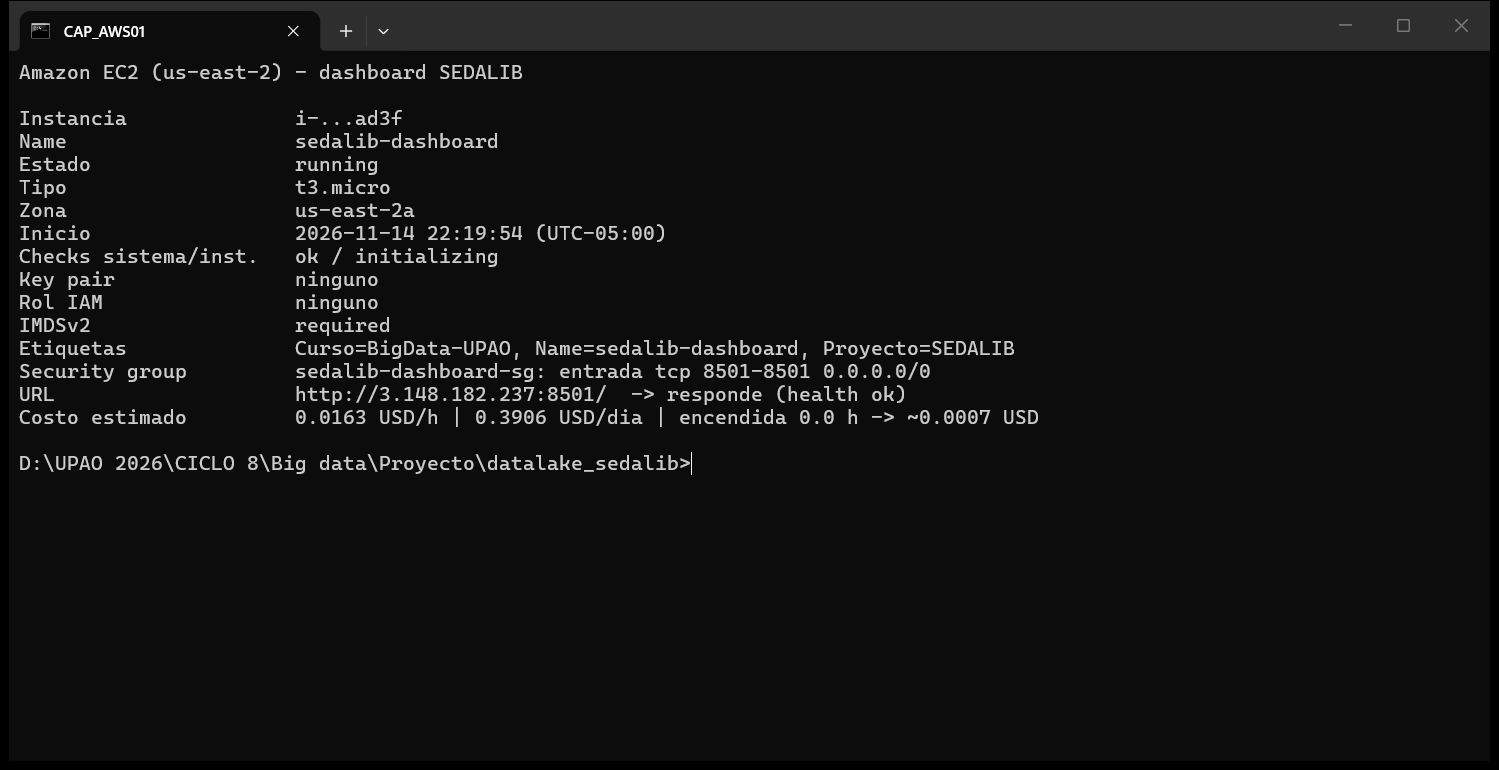 CAP_AWS01
Amazon EC2 (us-east-2) - dashboard SEDALIB
Instancia i-...ad3f
Name sedalib-dashboard
Estado running
Tipo t3.micro
Zona us-east-2a
Inicio 2026-11-14 22:19:54 (UTC-05:00)
Checks sistema/inst. ok / initializing
Key pair ninguno
Rol IAM ninguno
IMDSv2 required
Etiquetas Curso=BigData-UPAO, Name=sedalib-dashboard, Proyecto=SEDALIB
Security group sedalib-dashboard-sg: entrada tcp 8501-8501 0.0.0.0/0
URL http://3.148.182.237:8501/ -> responde (health ok)
Costo estimado 0.0163 USD/h | 0.3906 USD/dia | encendida 0.0 h -> ~0.0007 USD
D:\UPAO 2026\CICLO 8\Big data\Proyecto\datalake_sedalib>